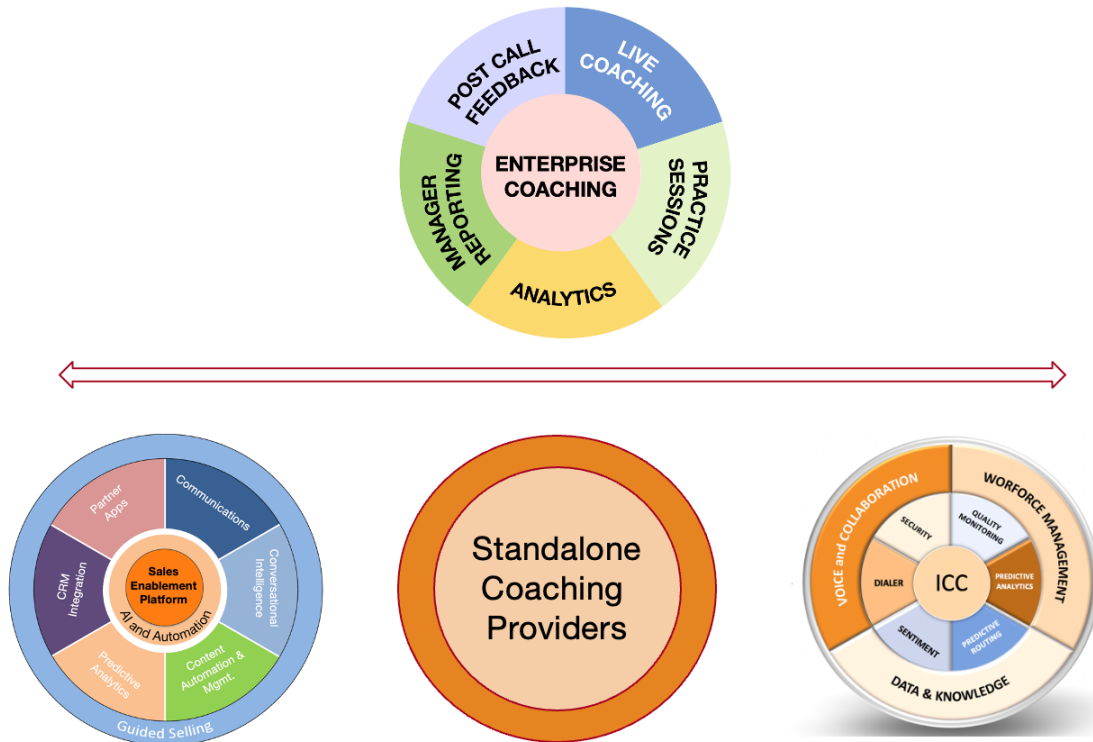 POST CALL
FEEDBACK
LIVE
COACHING
MANAGER
REPORTING
ENTERPRISE
COACHING
PRACTICE
SESSIONS
ANALYTICS
Partner
Apps
Communications
CRM
Integration
Sales
Enablement
Platform
AI and Automation
Conversational
Intelligence
Predictive
Analytics
Content
Automation &
Mgmt.
Guided Selling
Standalone
Coaching
Providers
VOICE and COLLABORATION
WORFORCE MANAGEMENT
SECURITY
QUALITY
MONITORING
DIALER
ICC
PREDICTIVE
ANALYTICS
SENTIMENT
PREDICTIVE
ROUTING
DATA & KNOWLEDGE